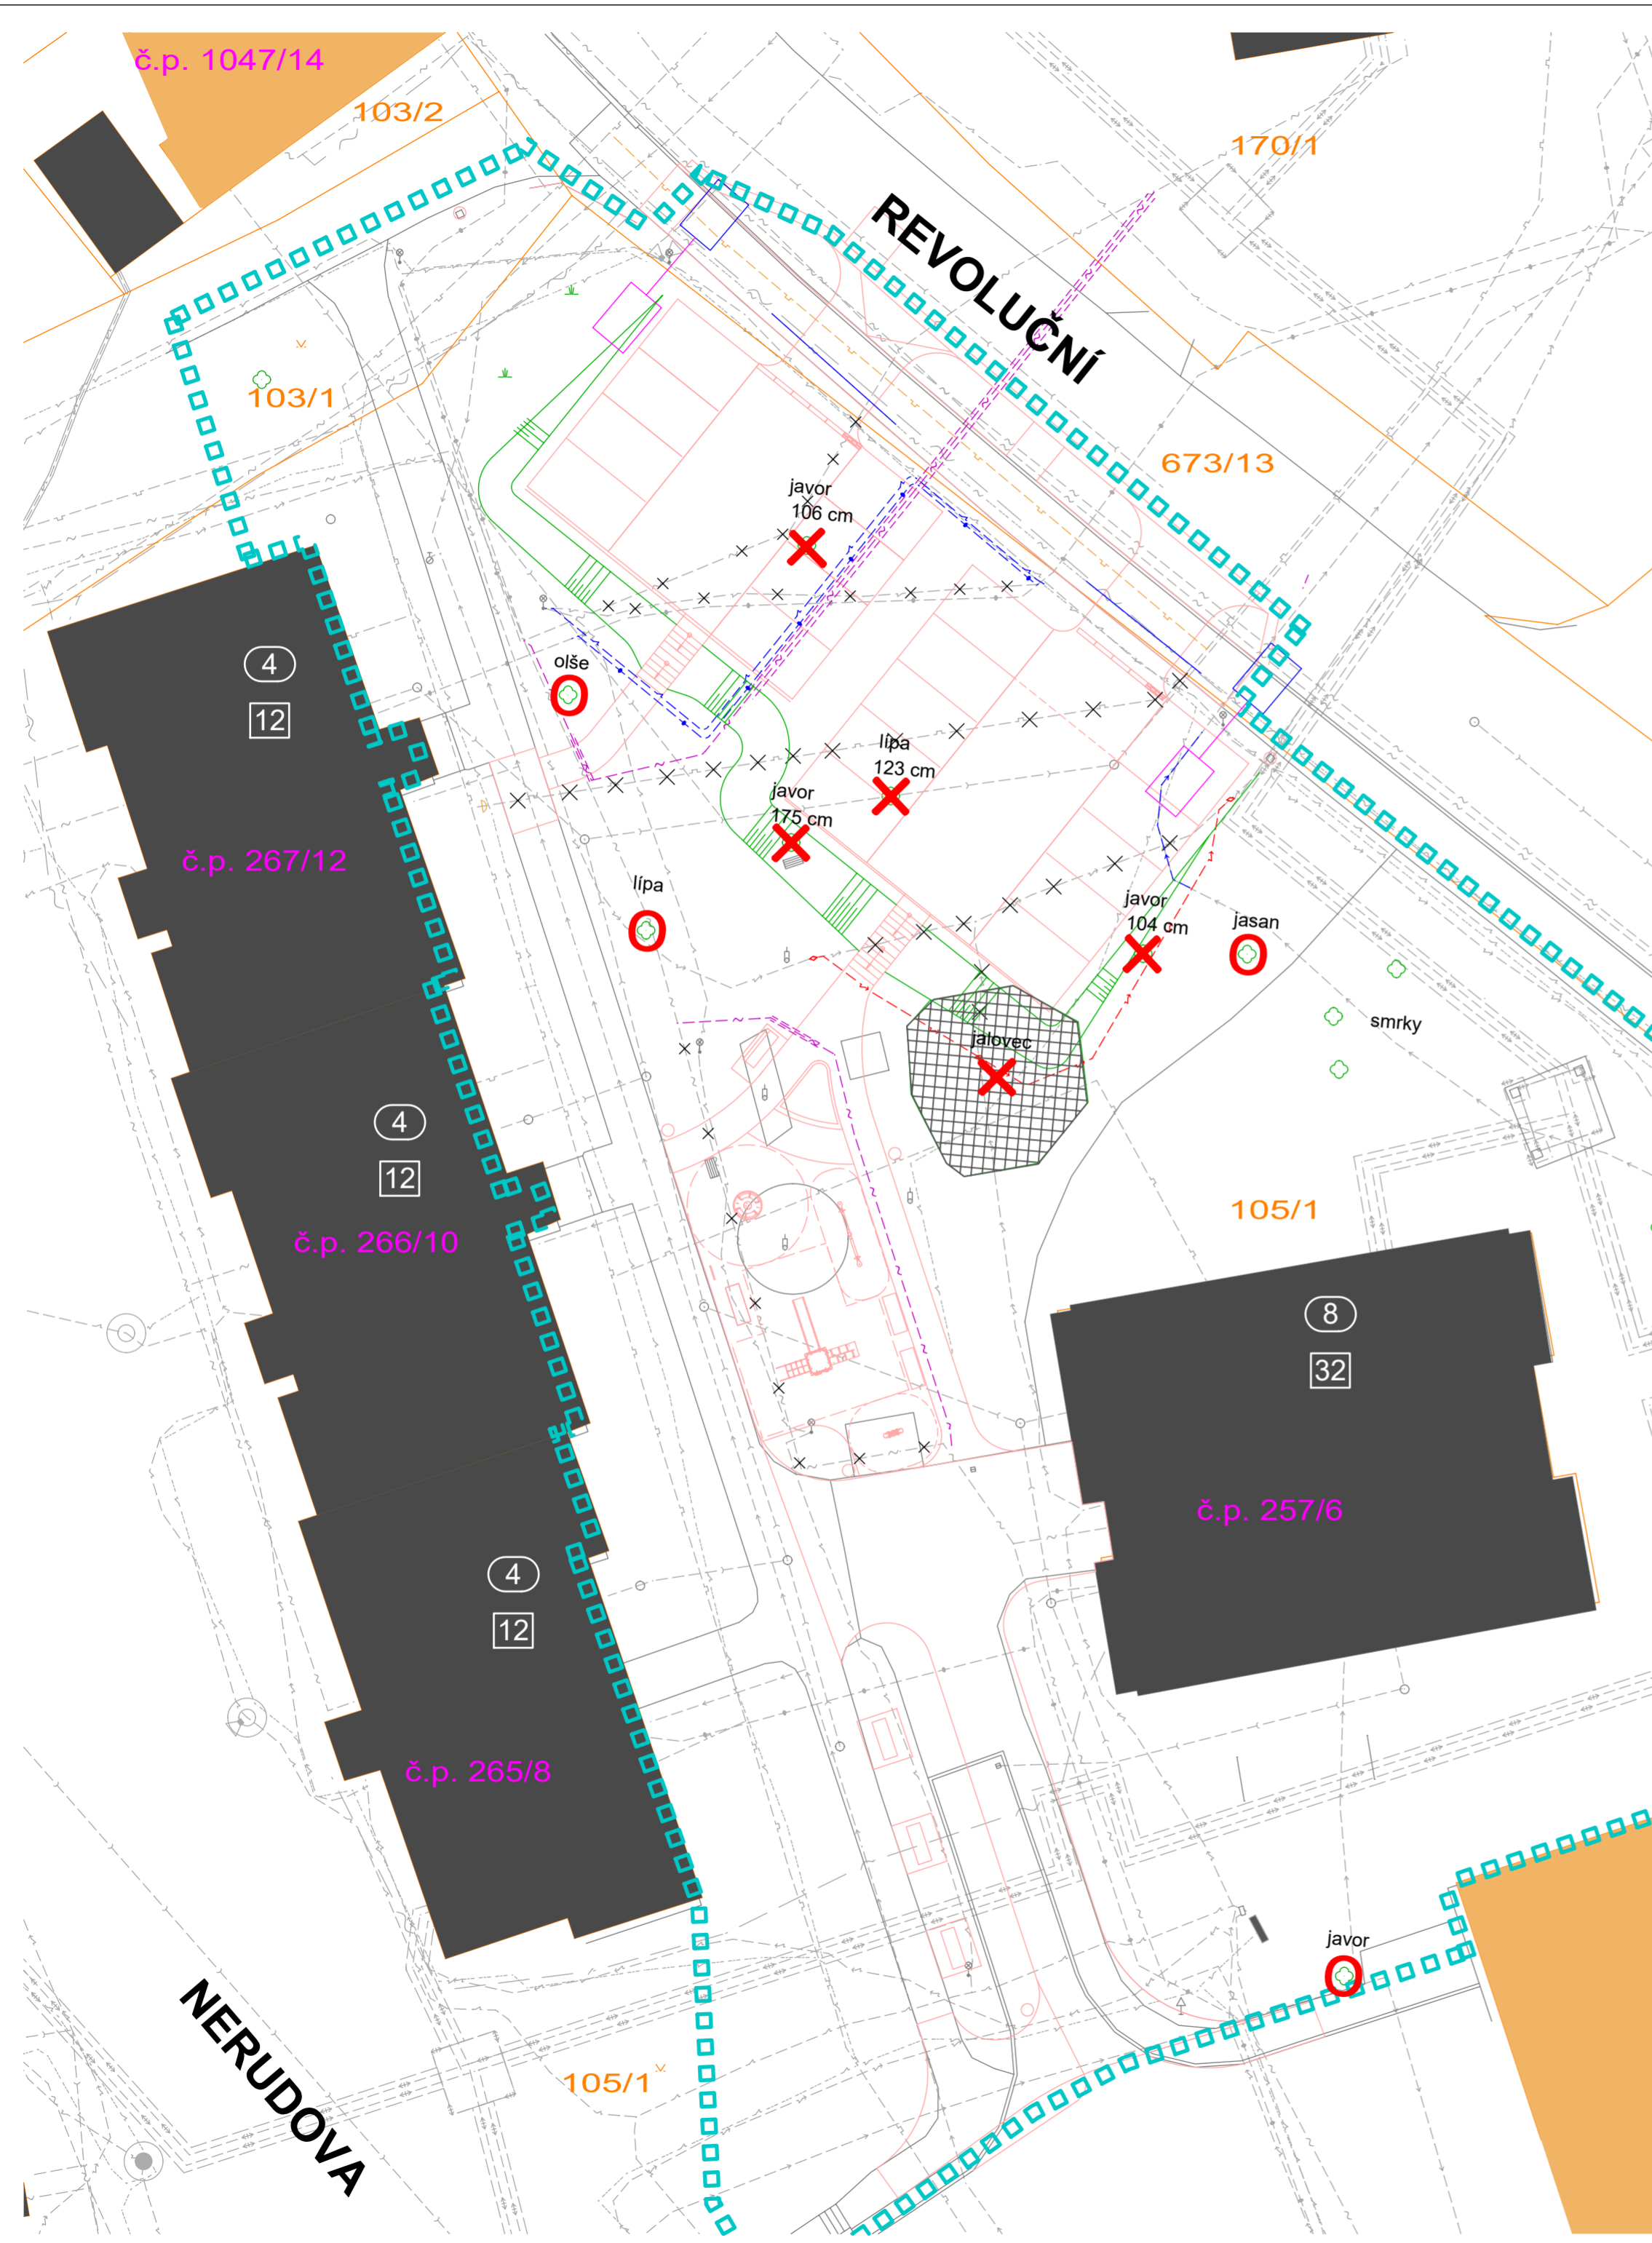 č.p. 1047/14
103/2
170/1
REVOLUČNÍ
103/1
673/13
javor
106 cm
4
12
olše
lípa
123 cm
javor
175 cm
č.p. 267/12
lípa
javor
104 cm
jasan
smrky
jalovec
4
12
105/1
č.p. 266/10
8
32
č.p. 257/6
4
12
č.p. 265/8
javor
NERUDOVA
105/1